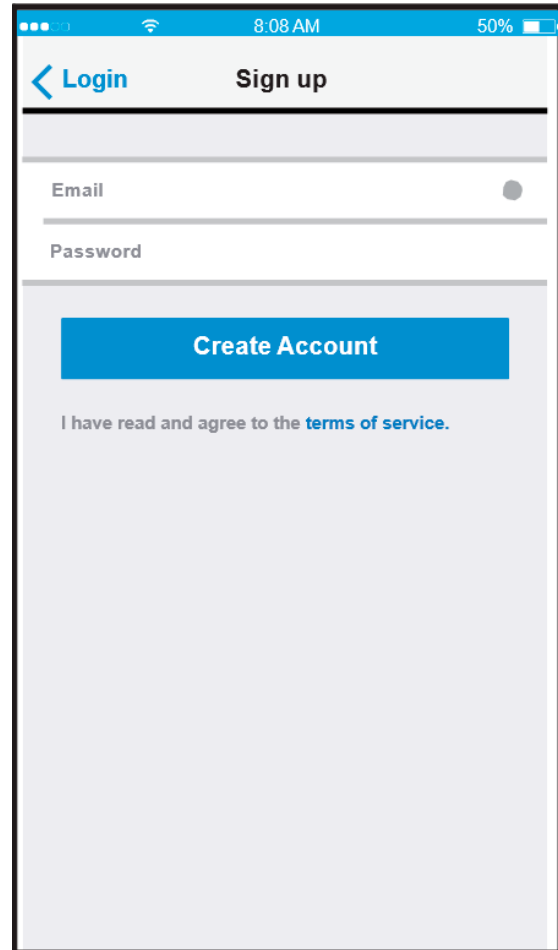 8:08 AM 50%
Login Sign up
Email
Password
Create Account
I have read and agree to the terms of service.